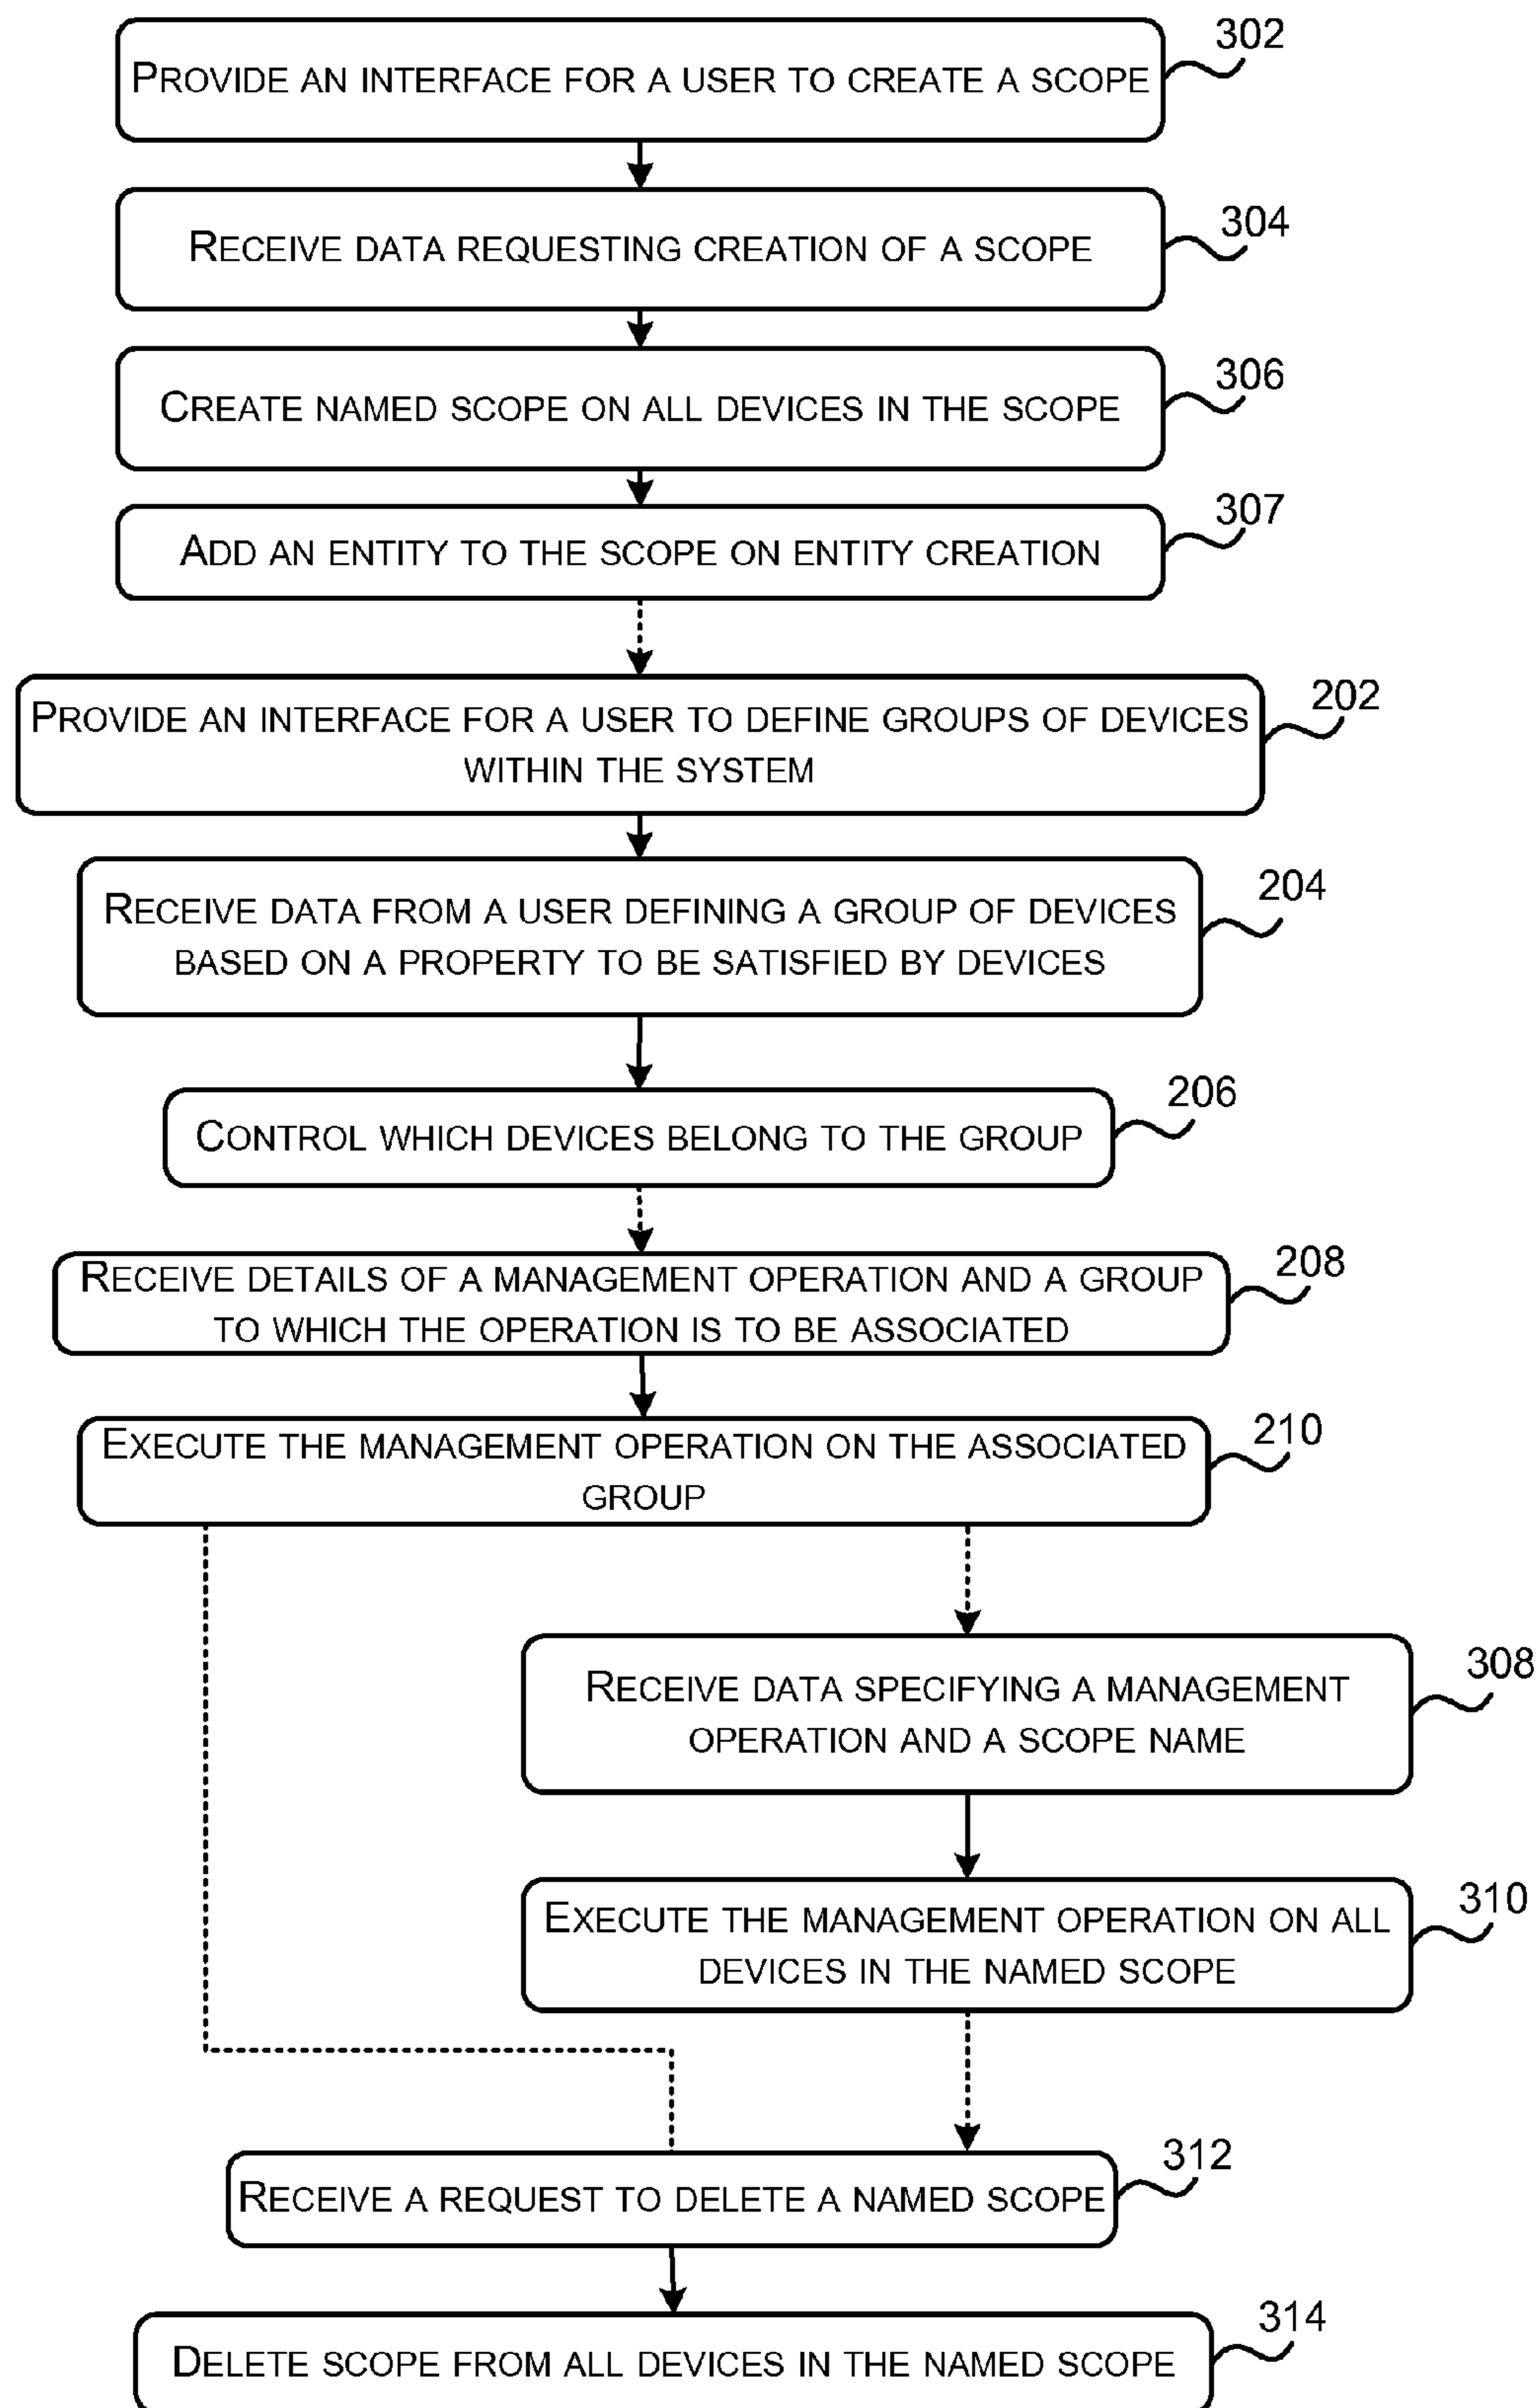 302
PROVIDE AN INTERFACE FOR A USER TO CREATE A SCOPE
304
RECEIVE DATA REQUESTING CREATION OF A SCOPE
306
CREATE NAMED SCOPE ON ALL DEVICES IN THE SCOPE
307
ADD AN ENTITY TO THE SCOPE ON ENTITY CREATION
202
PROVIDE AN INTERFACE FOR A USER TO DEFINE GROUPS OF DEVICES
WITHIN THE SYSTEM
204
RECEIVE DATA FROM A USER DEFINING A GROUP OF DEVICES
BASED ON A PROPERTY TO BE SATISFIED BY DEVICES
206
CONTROL WHICH DEVICES BELONG TO THE GROUP
208
RECEIVE DETAILS OF A MANAGEMENT OPERATION AND A GROUP
TO WHICH THE OPERATION IS TO BE ASSOCIATED
210
EXECUTE THE MANAGEMENT OPERATION ON THE ASSOCIATED
GROUP
308
RECEIVE DATA SPECIFYING A MANAGEMENT
OPERATION AND A SCOPE NAME
310
EXECUTE THE MANAGEMENT OPERATION ON ALL
DEVICES IN THE NAMED SCOPE
312
RECEIVE A REQUEST TO DELETE A NAMED SCOPE
314
DELETE SCOPE FROM ALL DEVICES IN THE NAMED SCOPE